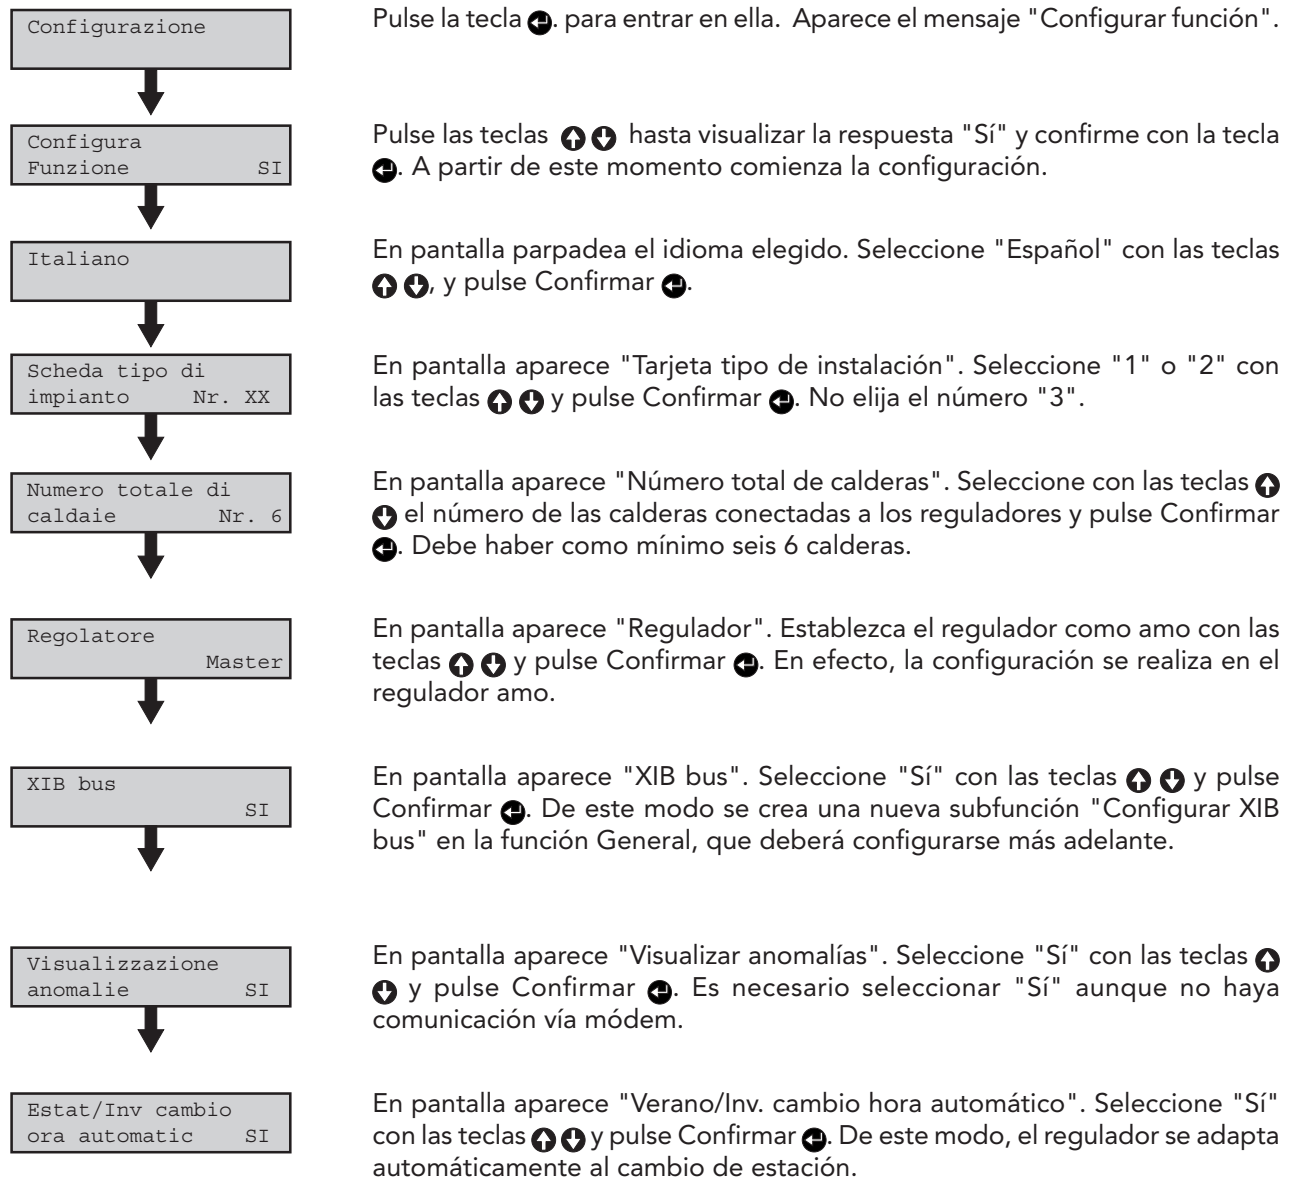 Configurazione
Pulse la tecla . para entrar en ella. Aparece el mensaje "Configurar función".
Configura
Funzione SI
Pulse las teclas hasta visualizar la respuesta "Sí" y confirme con la tecla
. A partir de este momento comienza la configuración.
Italiano
En pantalla parpadea el idioma elegido. Seleccione "Español" con las teclas
, y pulse Confirmar .
Scheda tipo di
impianto Nr. XX
En pantalla aparece "Tarjeta tipo de instalación". Seleccione "1" o "2" con
las teclas y pulse Confirmar . No elija el número "3".
Numero totale di
caldaie Nr. 6
En pantalla aparece "Número total de calderas". Seleccione con las teclas
el número de las calderas conectadas a los reguladores y pulse Confirmar
. Debe haber como mínimo seis 6 calderas.
Regolatore
Master
En pantalla aparece "Regulador". Establezca el regulador como amo con las
teclas y pulse Confirmar . En efecto, la configuración se realiza en el
regulador amo.
XIB bus
SI
En pantalla aparece "XIB bus". Seleccione "Sí" con las teclas y pulse
Confirmar . De este modo se crea una nueva subfunción "Configurar XIB
bus" en la función General, que deberá configurarse más adelante.
Visualizzazione
anomalie SI
En pantalla aparece "Visualizar anomalías". Seleccione "Sí" con las teclas
y pulse Confirmar . Es necesario seleccionar "Sí" aunque no haya
comunicación vía módem.
Estat/Inv cambio
ora automatic SI
En pantalla aparece "Verano/Inv. cambio hora automático". Seleccione "Sí"
con las teclas y pulse Confirmar . De este modo, el regulador se adapta
automáticamente al cambio de estación.